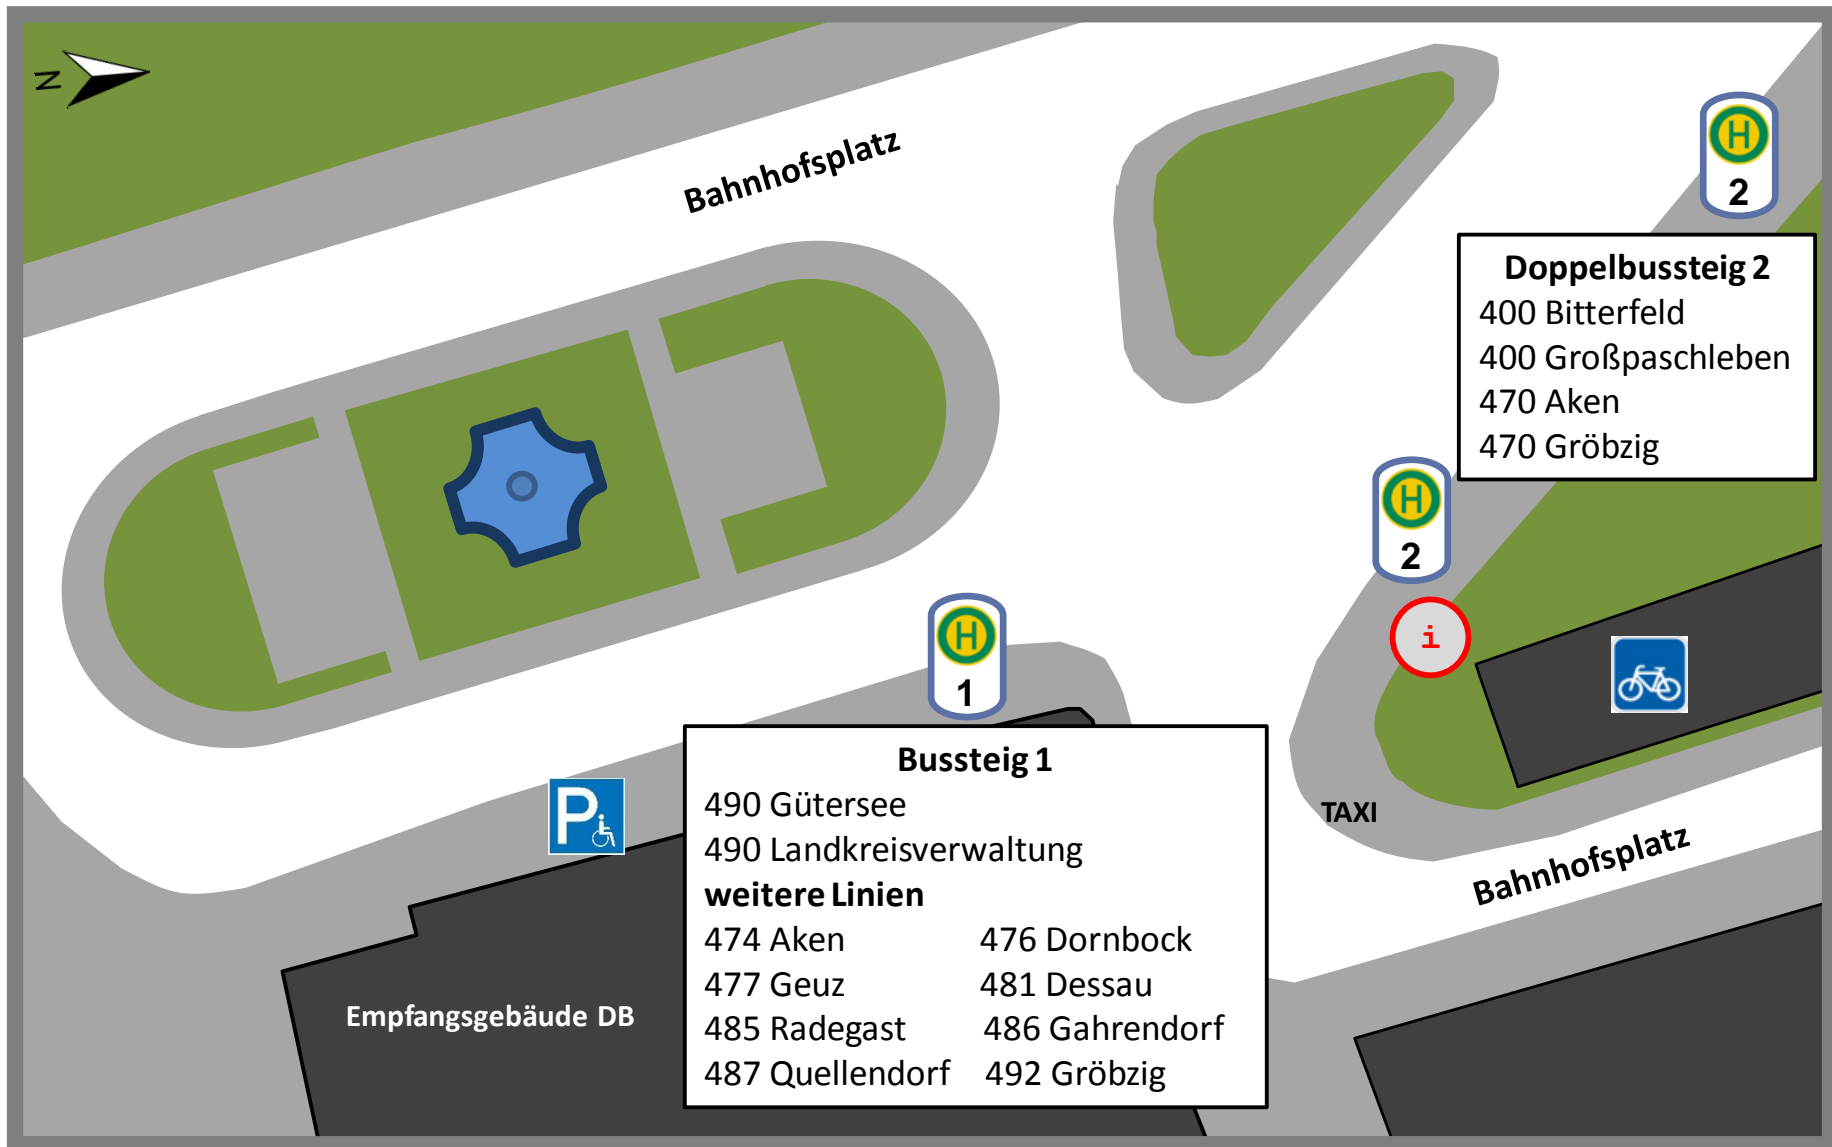 N
Bahnhofsplatz
H
2
Doppelbussteig 2
400 Bitterfeld
400 Großpaschleben
470 Aken
470 Gröbzig
H
2
i
H
1
Bussteig 1
490 Gütersee
490 Landkreisverwaltung
weitere Linien
474 Aken 476 Dornbock
477 Geuz 481 Dessau
485 Radegast 486 Gahrendorf
487 Quellendorf 492 Gröbzig
P
TAXI
Bahnhofsplatz
Empfangsgebäude DB